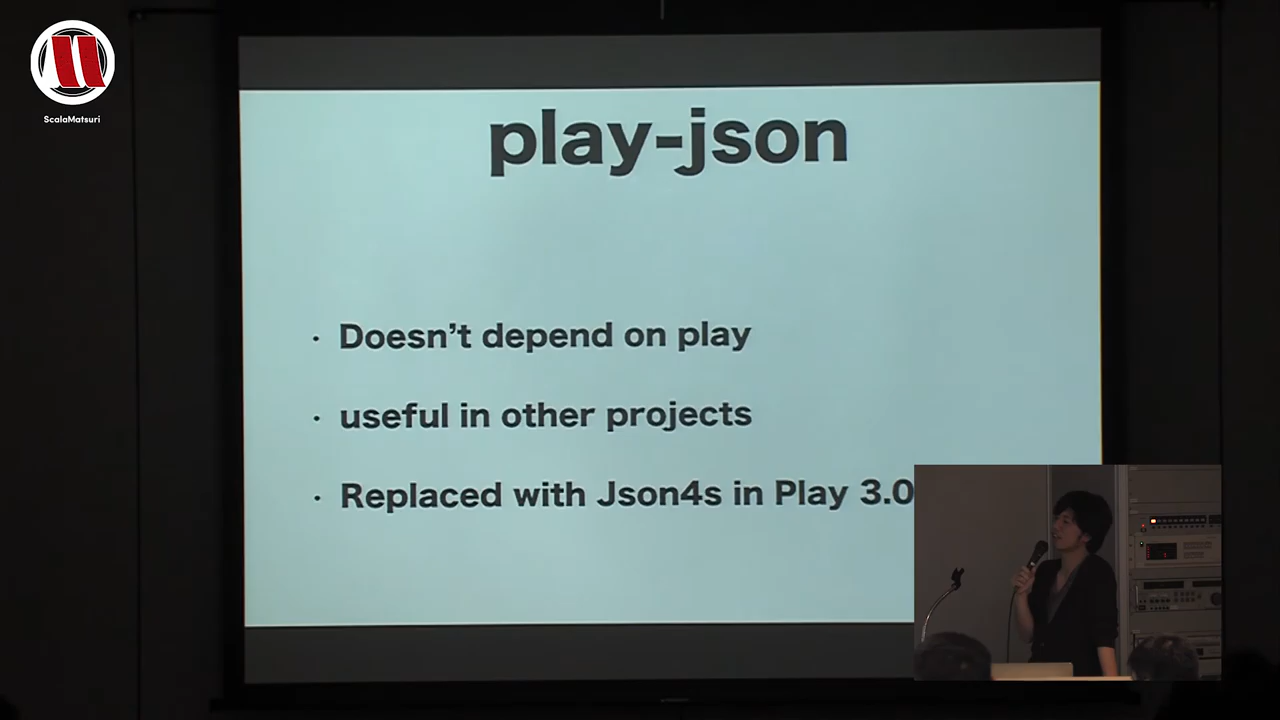 ScalaMatsuri
play-json
· Doesn’t depend on play
· useful in other projects
· Replaced with Json4s in Play 3.0